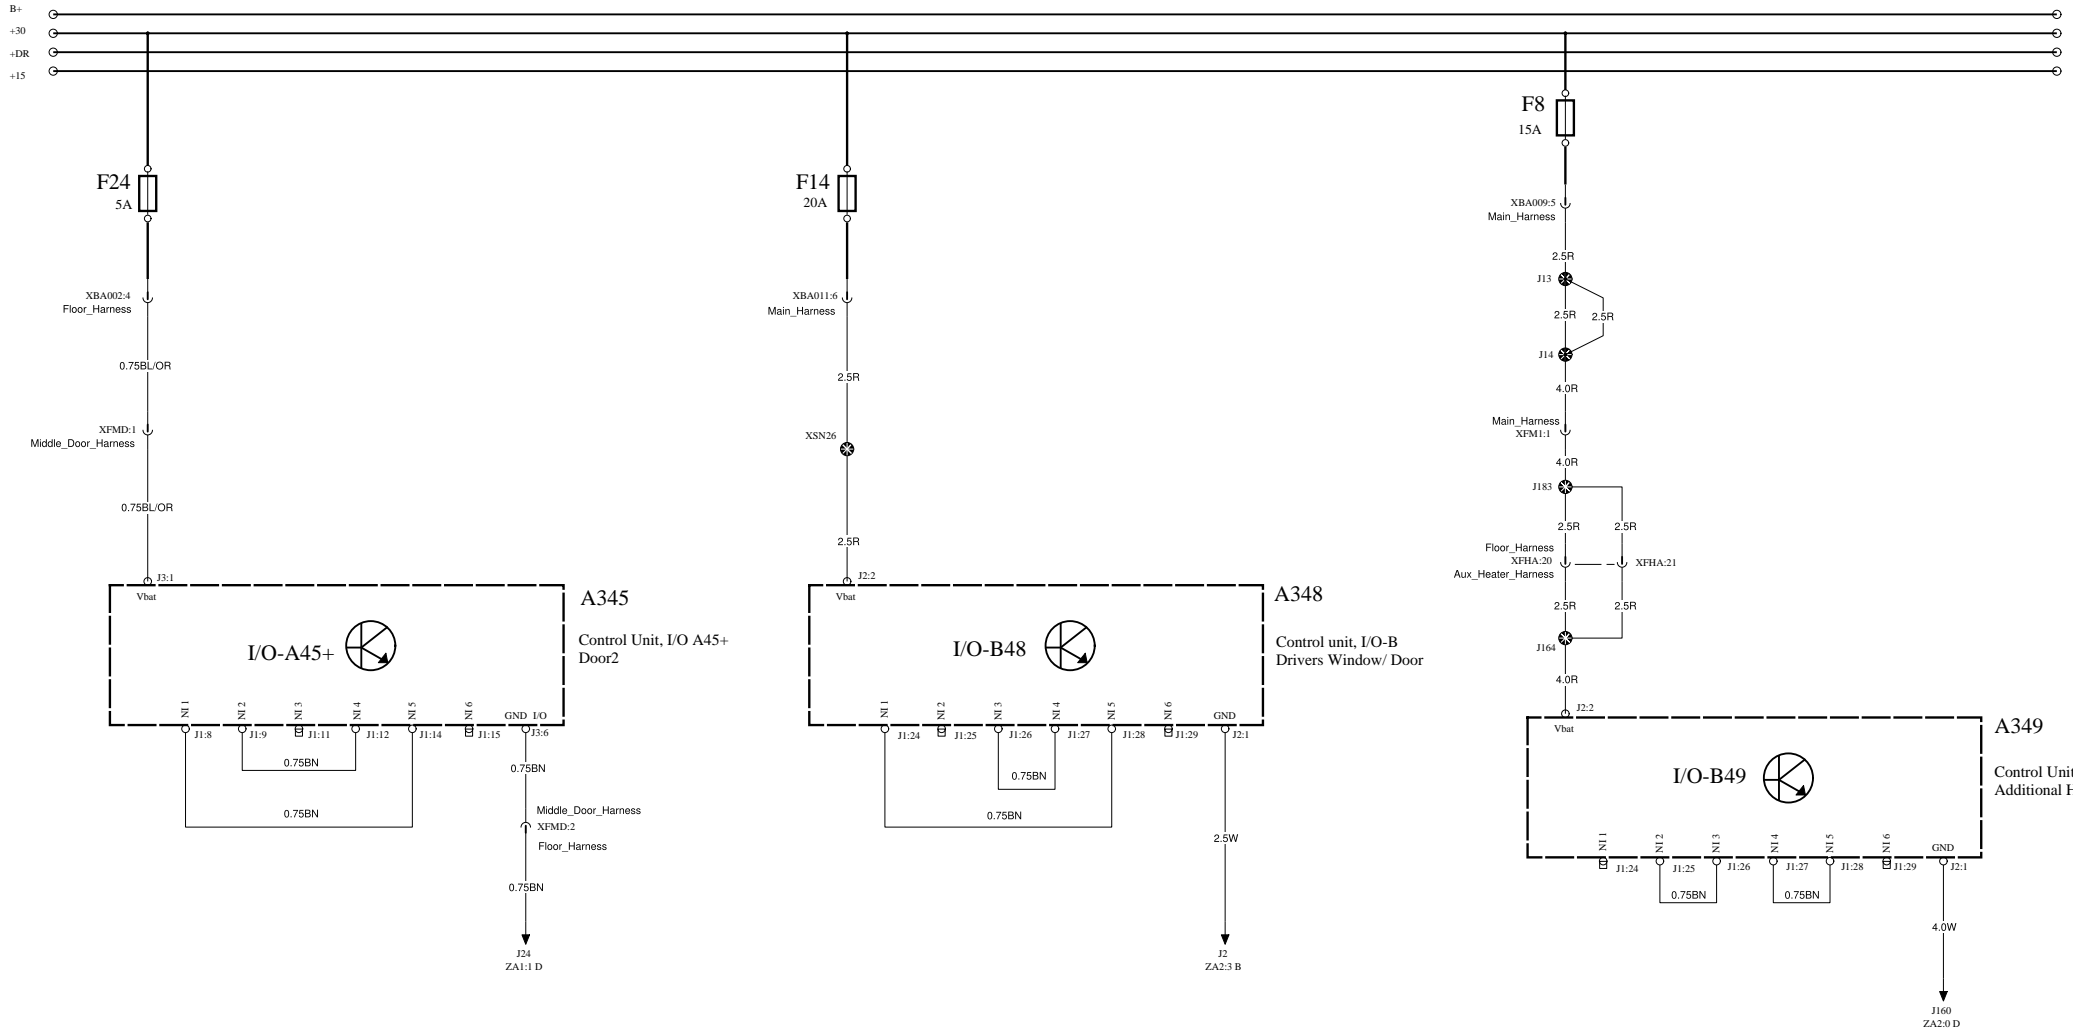 B+
+30
+DR
+15
F24
5A
XBA002:4
Floor_Harness
0.75BL/OR
XFMD:1
Middle_Door_Harness
0.75BL/OR
J3:1
Vbat
A345
Control Unit, I/O A45+
Door2
I/O-A45+
NI 1
NI 2
NI 3
NI 4
NI 5
NI 6
GND I/O
J1:8
J1:9
J1:11
J1:12
J1:14
J1:15
J3:6
0.75BN
0.75BN
0.75BN
Middle_Door_Harness
XFMD:2
Floor_Harness
0.75BN
J24
ZA1:1 D
F14
20A
XBA011:6
Main_Harness
2.5R
XSN26
2.5R
J2:2
Vbat
A348
Control unit, I/O-B
Drivers Window/ Door
I/O-B48
NI 1
NI 2
NI 3
NI 4
NI 5
NI 6
GND
J1:24
J1:25
J1:26
J1:27
J1:28
J1:29
J2:1
0.75BN
0.75BN
2.5W
J2
ZA2:3 B
F8
15A
XBA009:5
Main_Harness
2.5R
J13
2.5R
2.5R
J14
4.0R
Main_Harness
XFM1:1
4.0R
J183
2.5R
2.5R
Floor_Harness
XFHA:20
XFHA:21
Aux_Heater_Harness
2.5R
2.5R
J164
4.0R
J2:2
Vbat
A349
Control Unit
Additional H
I/O-B49
NI 1
NI 2
NI 3
NI 4
NI 5
NI 6
GND
J1:24
J1:25
J1:26
J1:27
J1:28
J1:29
J2:1
0.75BN
0.75BN
4.0W
J160
ZA2:0 D